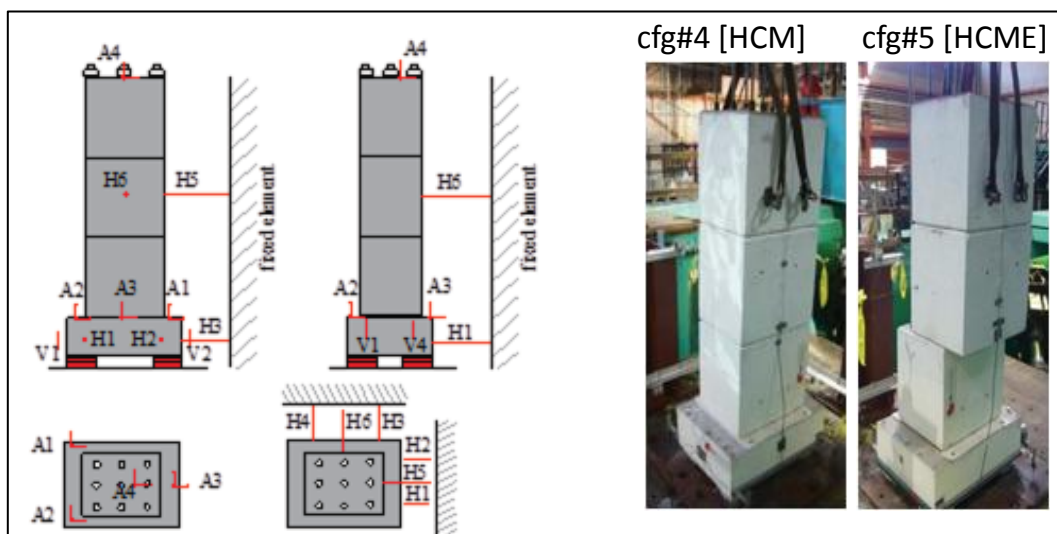 cfg#4 [HCM]
cfg#5 [HCME]
A4
H6
H5
fixed element
A2
A3
A1
H1
H2
H3
V1
V2
A4
H6
fixed element
A2
A3
V1
V4
H1
A1
A4
A3
A2
H4
H6
H3
H2
H5
H1